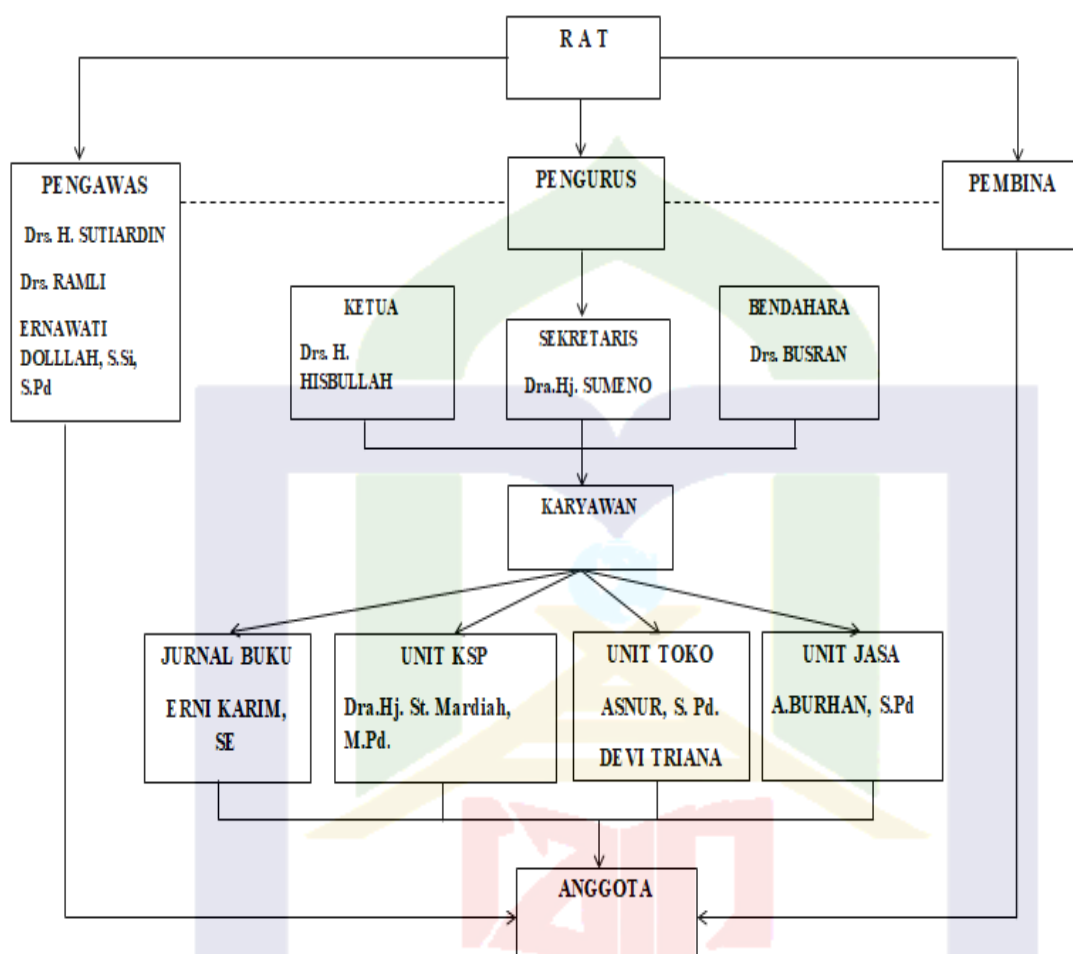 R A T
PENGAWAS
Drs. H. SUTIARDIN
Drs. RAMLI
ERNAWATI
DOLLLAH, S.Si,
S.Pd
PENGURUS
PEMBINA
KETUA
Drs. H.
HISBULLAH
SEKRETARIS
Dra.Hj. SUMENO
BENDAHARA
Drs. BUSRAN
KARYAWAN
JURNAL BUKU
ERNI KARIM,
SE
UNIT KSP
Dra.Hj. St. Mardiah,
M.Pd.
UNIT TOKO
ASNUR, S. Pd.
DEVI TRIANA
UNIT JASA
A.BURHAN, S.Pd
ANGGOTA